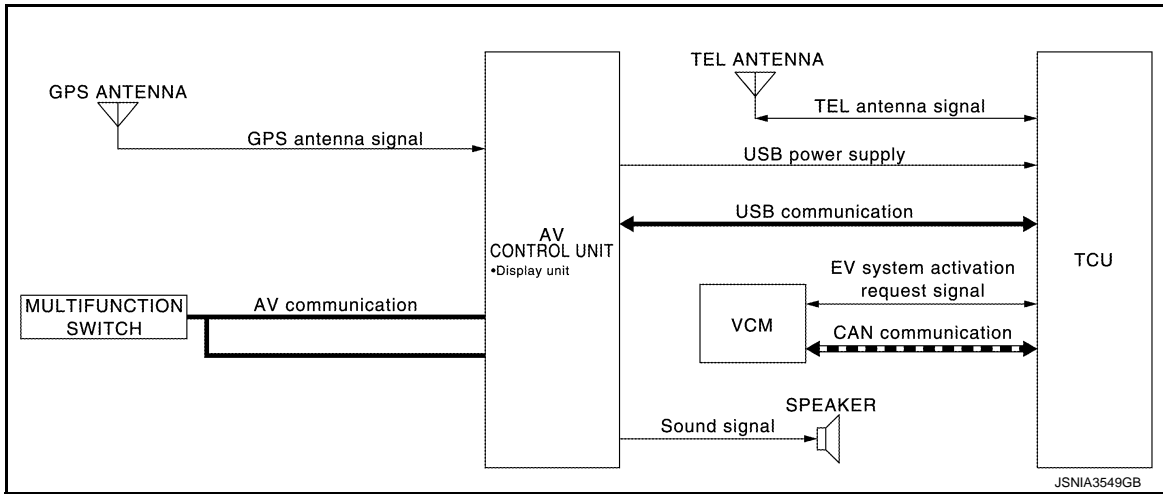 GPS ANTENNA
GPS antenna signal
MULTIFUNCTION
SWITCH
AV communication
AV
CONTROL UNIT
•Display unit
TEL ANTENNA
TEL antenna signal
USB power supply
USB communication
EV system activation
request signal
VCM
CAN communication
SPEAKER
Sound signal
TCU
JSNIA3549GB